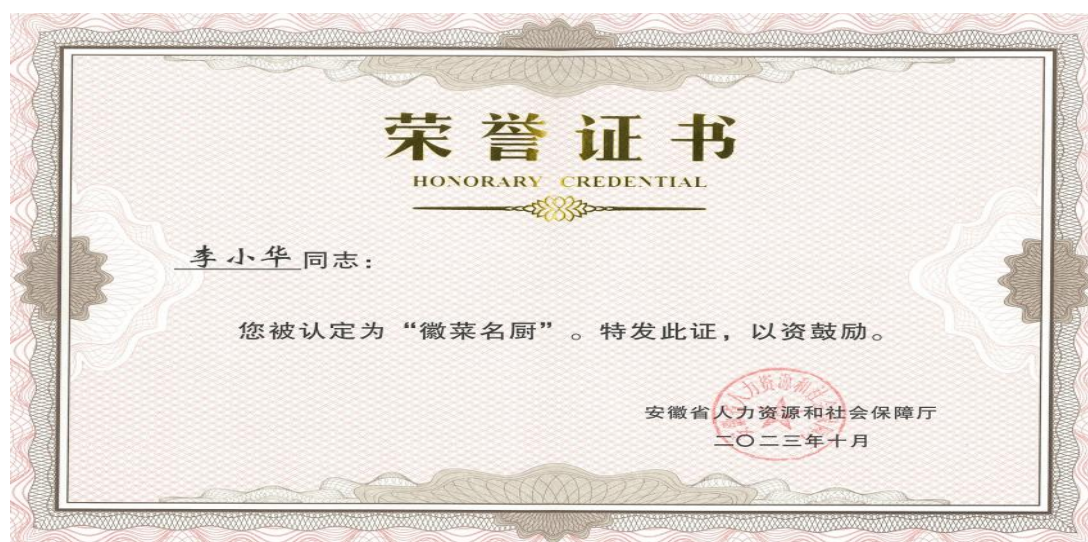 荣誉证书
HONORARY CREDENTIAL
李小华同志：
您被认定为“徽菜名厨”。特发此证，以资鼓励。
安徽省人力资源和社会保障厅
二〇二三年十月